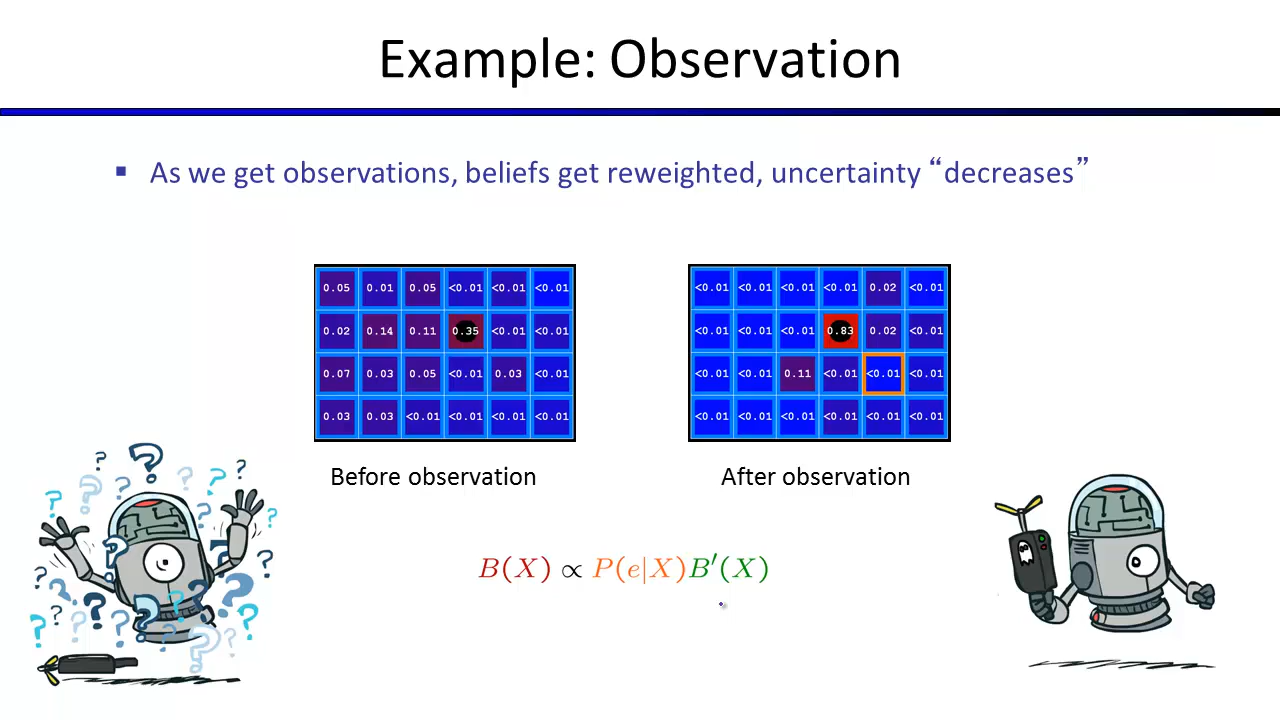 Example: Observation
▪ As we get observations, beliefs get reweighted, uncertainty “decreases”
0.05 0.01 0.05 <0.01 <0.01 <0.01
0.02 0.14 0.11 0.35 <0.01 <0.01
0.07 0.03 0.05 <0.01 0.03 <0.01
0.03 0.03 <0.01 <0.01 <0.01 <0.01
Before observation
<0.01 <0.01 <0.01 <0.01 0.02 <0.01
<0.01 <0.01 <0.01 0.83 0.02 <0.01
<0.01 <0.01 0.11 <0.01 <0.01 <0.01
<0.01 <0.01 <0.01 <0.01 <0.01 <0.01
After observation
B(X) ∝ P(e|X)B′(X)
? ? ? ? ? ? ? ? ? ? ? ? ? ? ? ? ? ? ? ? ? ? ? ?